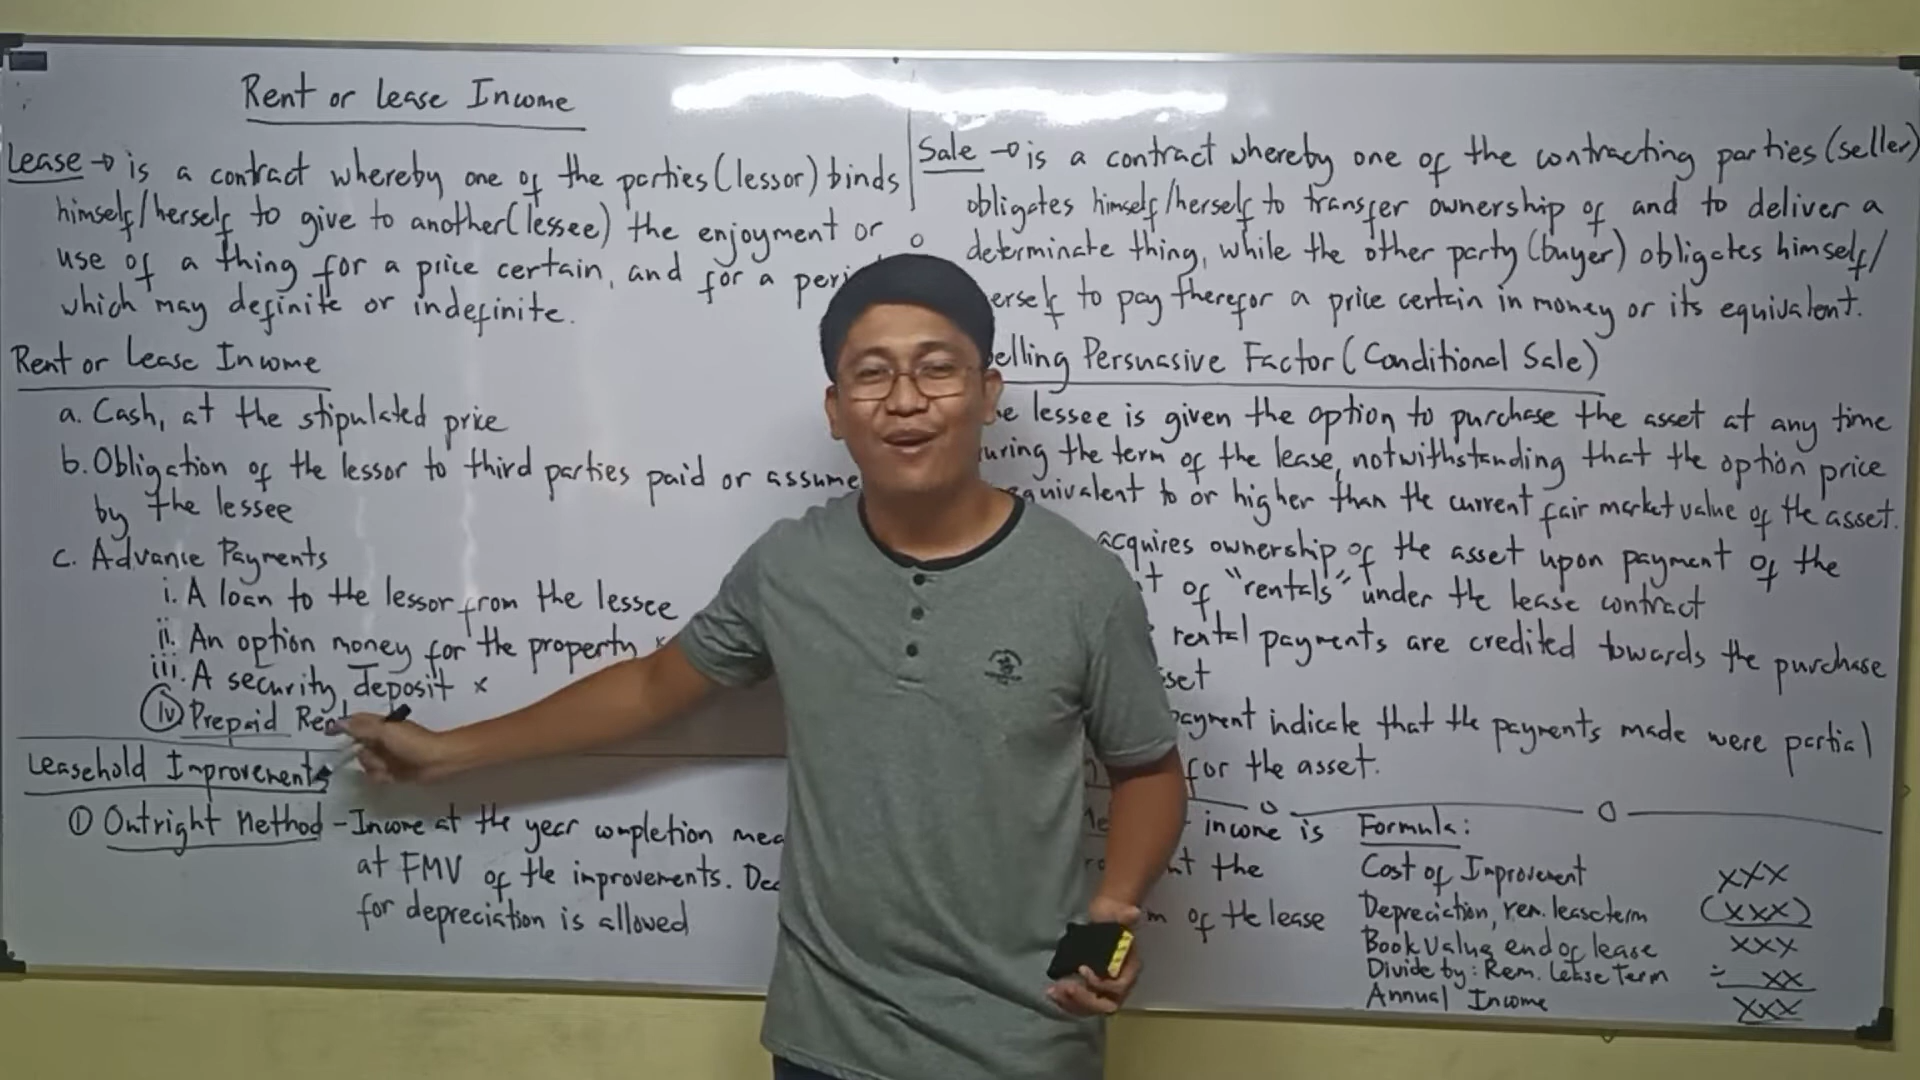 Rent or Lease Income
Lease → is a contract whereby one of the parties (lessor) binds
himself/herself to give to another (lessee) the enjoyment or
use of a thing for a price certain, and for a
which may definite or indefinite.
Rent or Lease Income
a. Cash, at the stipulated price
b. Obligation of the lessor to third parties paid or assume
by the lessee
c. Advance Payments
i. A loan to the lessor from the lessee
ii. An option money for the property x
iii. A security deposit x
iv Prepaid Rent
Leasehold Improvements
① Outright Method - Income at the year completion
at FMV of the improvements.
for depreciation is allowed
Sale → is a contract whereby one of the contracting parties (seller)
obligates himself/herself to transfer ownership of and to deliver a
determinate thing, while the other party (buyer) obligates himself/
erself to pay therefor a price certain in money or its equivalent.
elling Persuasive Factor (Conditional Sale)
lessee is given the option to purchase the asset at any time
uring the term of the lease, notwithstanding that the option price
equivalent to or higher than the current fair market value of the asset.
acquires ownership of the asset upon payment of the
of "rentals" under the lease contract
rental payments are credited towards the purchase
set
payment indicate that the payments made were partial
for the asset.
income is
the
of the lease
Formula:
Cost of Improvement xxx
Depreciation, rem. lease term (xxx)
Book Value, end of lease xxx
Divide by: Rem. Lease Term ÷ xx
Annual Income xxx